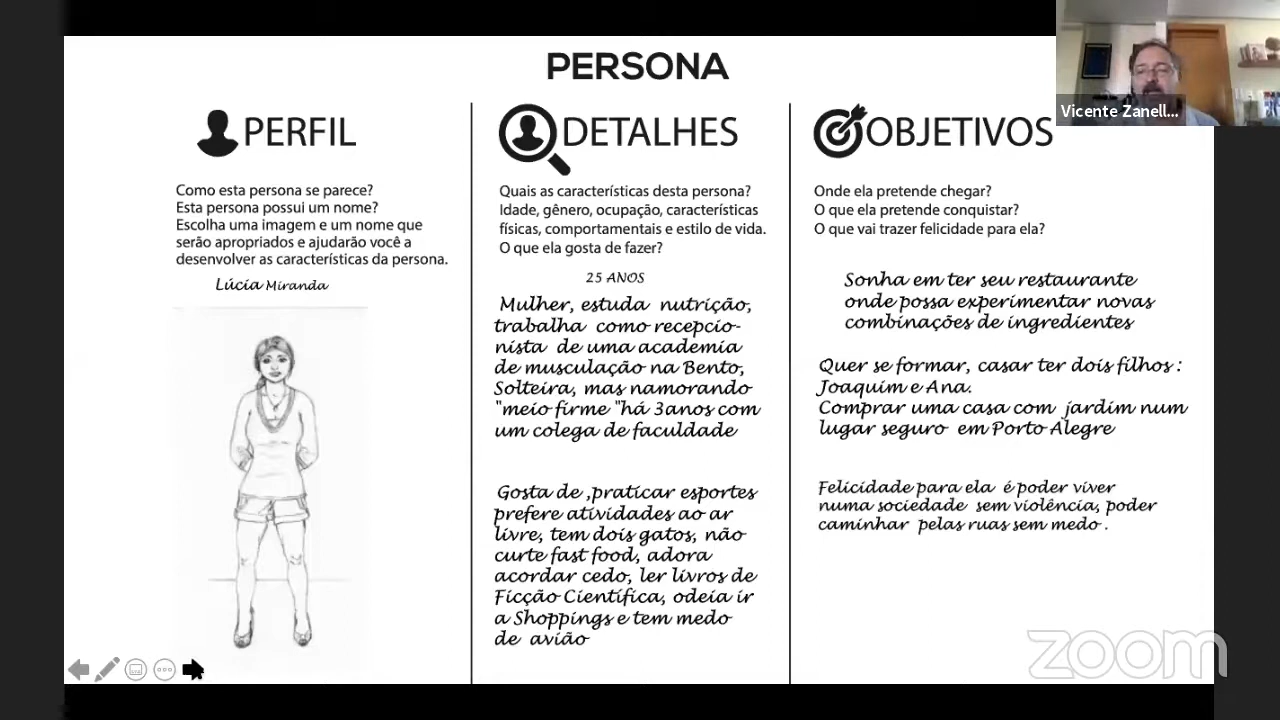 PERSONA
PERFIL
Como esta persona se parece?
Esta persona possui um nome?
Escolha uma imagem e um nome que
serão apropriados e ajudarão você a
desenvolver as características da persona.
Lúcia Miranda
DETALHES
Quais as características desta persona?
Idade, gênero, ocupação, características
físicas, comportamentais e estilo de vida.
O que ela gosta de fazer?
25 ANOS
Mulher, estuda nutrição,
trabalha como recepcio-
nista de uma academia
de musculação na Bento,
Solteira, mas namorando
"meio firme "há 3anos com
um colega de faculdade
Gosta de ,praticar esportes
prefere atividades ao ar
livre, tem dois gatos, não
curte fast food, adora
acordar cedo, ler livros de
Ficção Científica, odeia ir
a Shoppings e tem medo
de avião
OBJETIVOS
Onde ela pretende chegar?
O que ela pretende conquistar?
O que vai trazer felicidade para ela?
Sonha em ter seu restaurante
onde possa experimentar novas
combinações de ingredientes
Quer se formar, casar ter dois filhos :
Joaquim e Ana.
Comprar uma casa com jardim num
lugar seguro em Porto Alegre
Felicidade para ela é poder viver
numa sociedade sem violência, poder
caminhar pelas ruas sem medo .
Vicente Zanell...
zoom